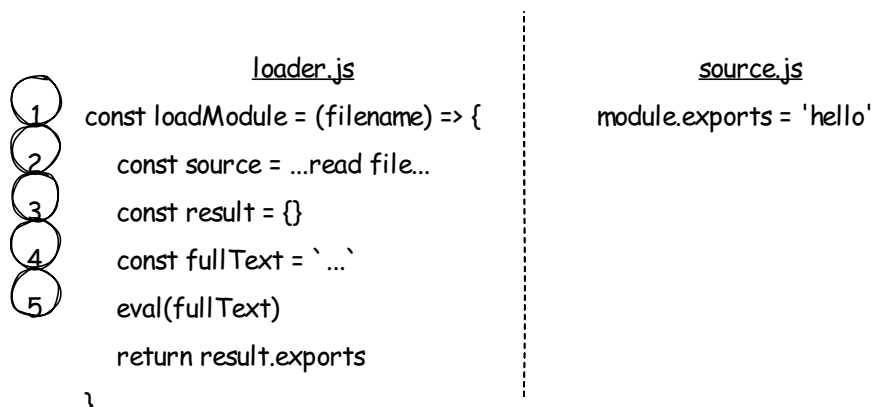 loader.js
1 const loadModule = (filename) => {
2 const source = ...read file...
3 const result = {}
4 const fullText = `...`
5 eval(fullText)
return result.exports
}
source.js
module.exports = 'hello'